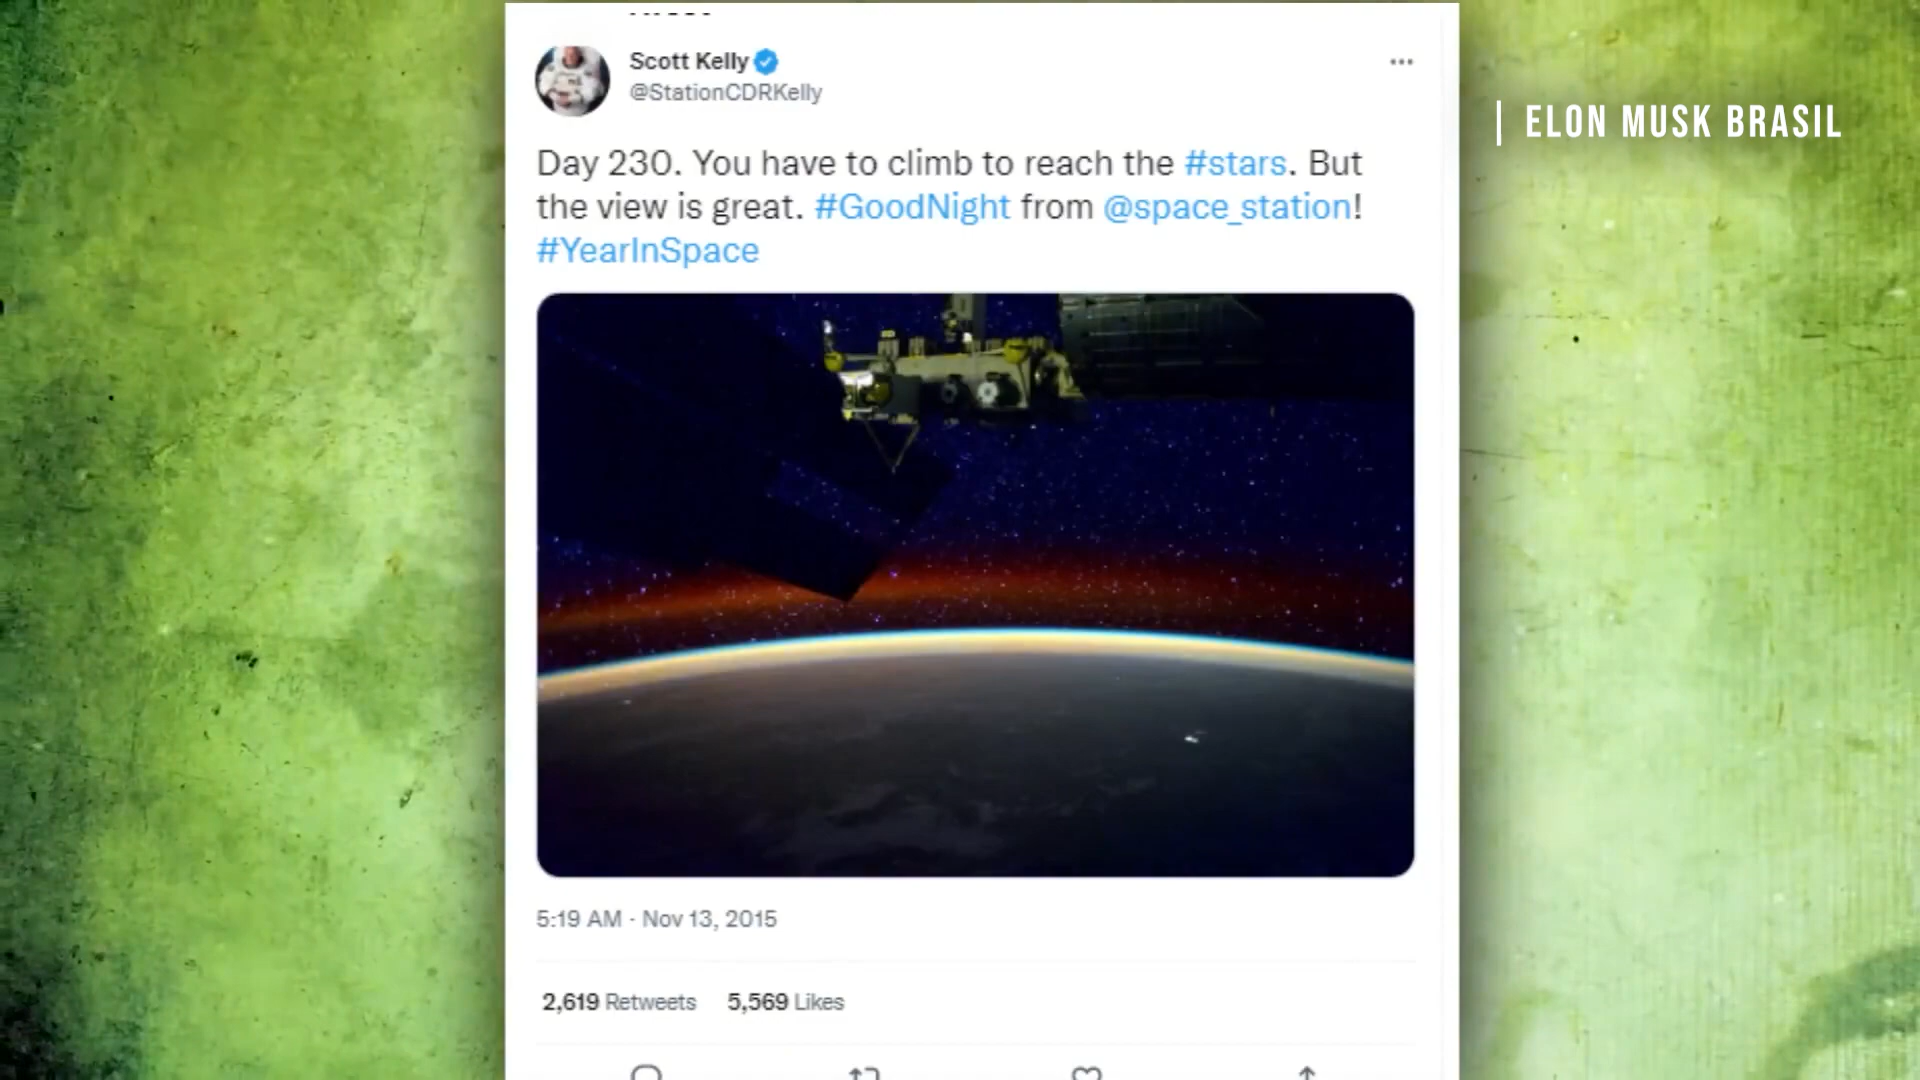 Scott Kelly
@StationCDRKelly
ELON MUSK BRASIL
Day 230. You have to climb to reach the #stars. But
the view is great. #GoodNight from @space_station!
#YearInSpace
5:19 AM · Nov 13, 2015
2,619 Retweets 5,569 Likes